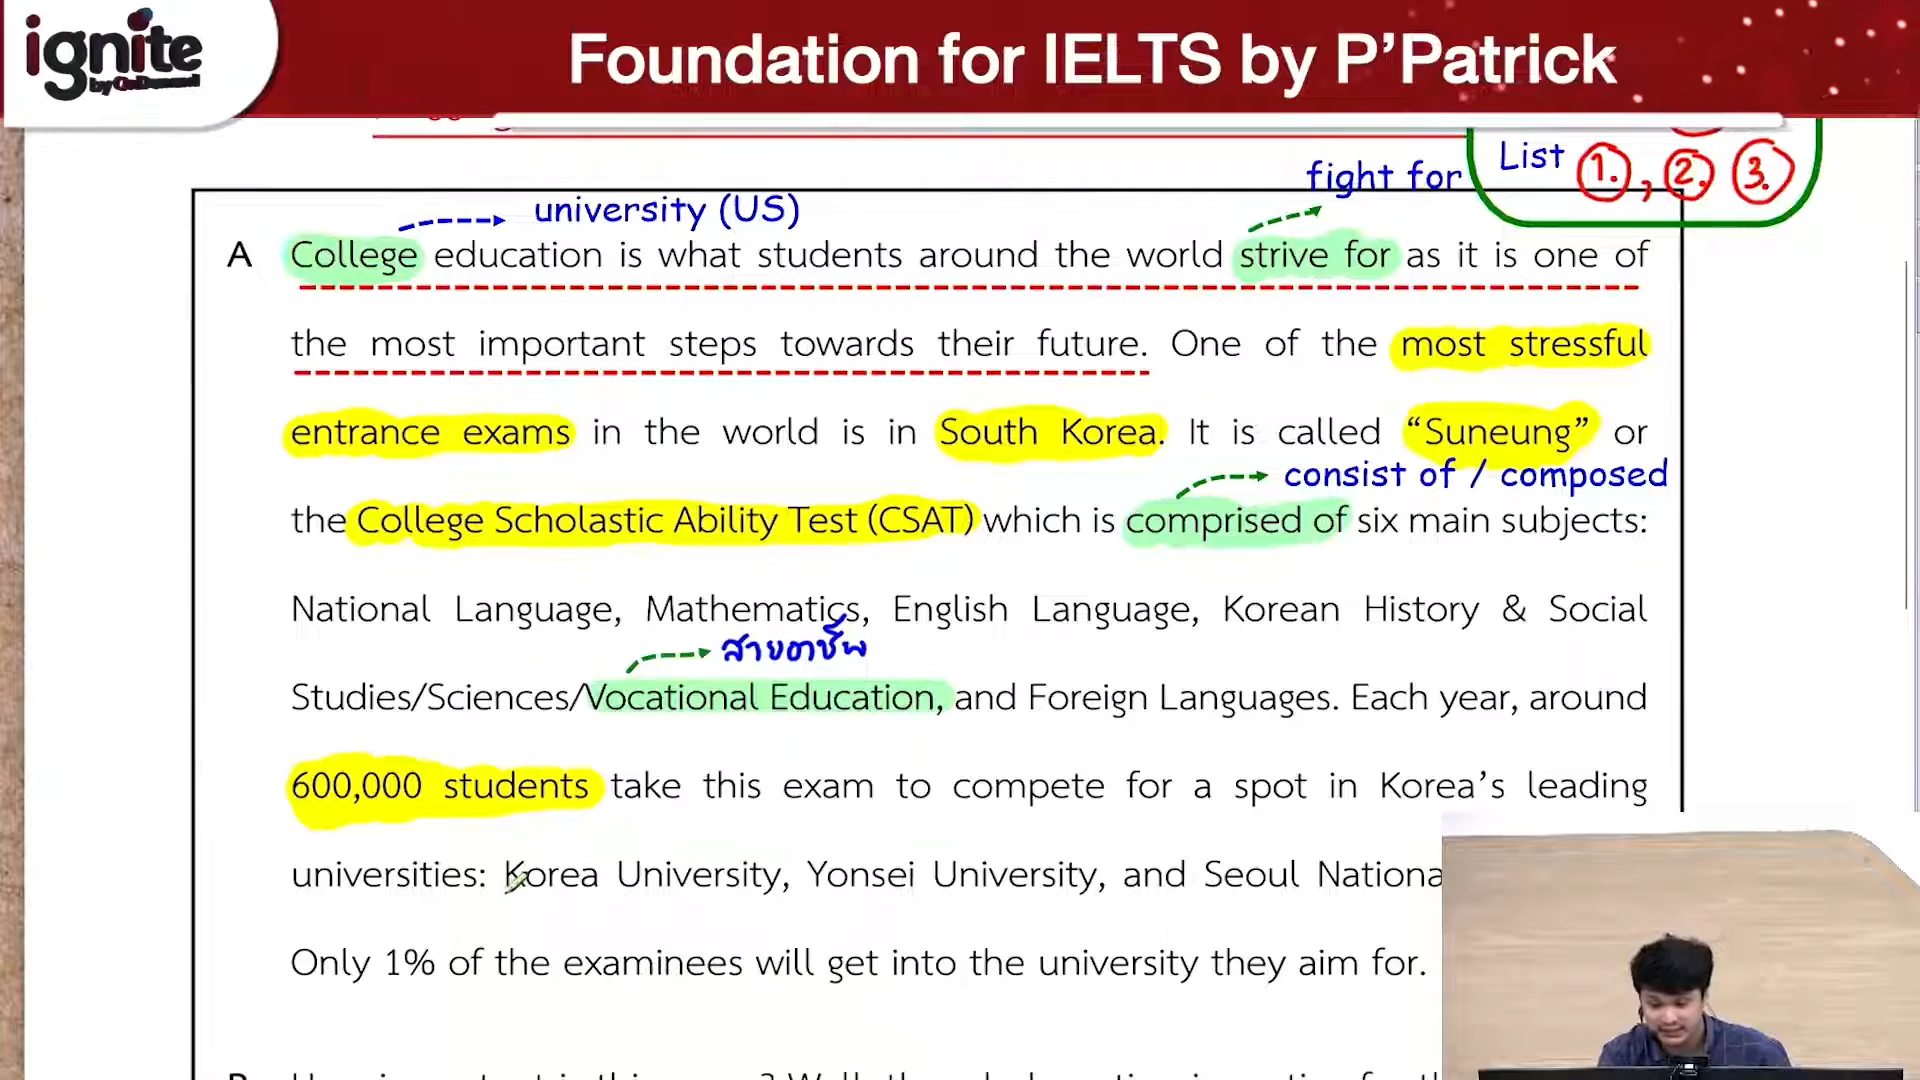 ignite
by OnDemand
Foundation for IELTS by P'Patrick
List 1., 2. 3.
fight for
university (US)
A College education is what students around the world strive for as it is one of
the most important steps towards their future. One of the most stressful
entrance exams in the world is in South Korea. It is called “Suneung” or
consist of / composed
the College Scholastic Ability Test (CSAT) which is comprised of six main subjects:
National Language, Mathematics, English Language, Korean History & Social
สายอาชีพ
Studies/Sciences/Vocational Education, and Foreign Languages. Each year, around
600,000 students take this exam to compete for a spot in Korea's leading
universities: Korea University, Yonsei University, and Seoul Nationa
Only 1% of the examinees will get into the university they aim for.